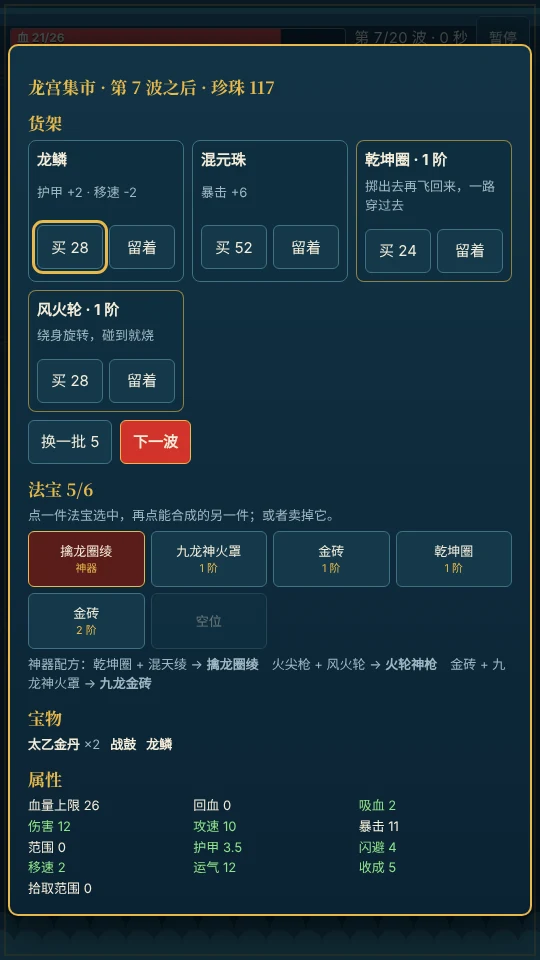 血 21/26
第 7/20 波 · 0 秒
暂停
龙宫集市 · 第 7 波之后 · 珍珠 117
货架
龙鳞
护甲 +2 · 移速 -2
买 28
留着
混元珠
暴击 +6
买 52
留着
乾坤圈 · 1 阶
掷出去再飞回来，一路
穿过去
买 24
留着
风火轮 · 1 阶
绕身旋转，碰到就烧
买 28
留着
换一批 5
下一波
法宝 5/6
点一件法宝选中，再点能合成的另一件；或者卖掉它。
擒龙圈绫
神器
九龙神火罩
1 阶
金砖
1 阶
乾坤圈
1 阶
金砖
2 阶
空位
神器配方：乾坤圈 + 混天绫 → 擒龙圈绫 火尖枪 + 风火轮 → 火轮神枪 金砖 + 九
龙神火罩 → 九龙金砖
宝物
太乙金丹 ×2 战鼓 龙鳞
属性
血量上限 26
回血 0
吸血 2
伤害 12
攻速 10
暴击 11
范围 0
护甲 3.5
闪避 4
移速 2
运气 12
收成 5
拾取范围 0